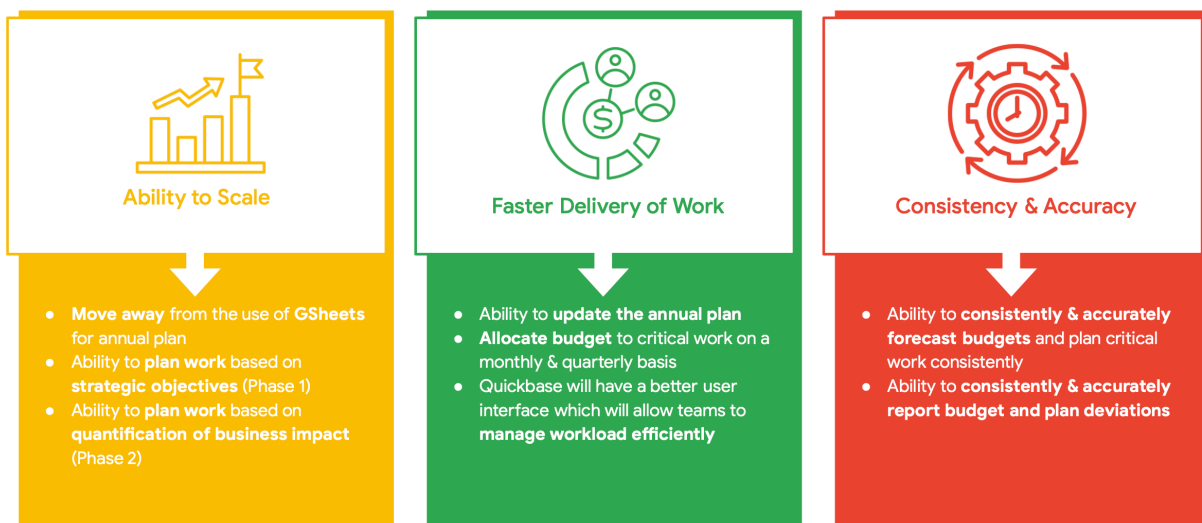 Ability to Scale
● Move away from the use of GSheets
for annual plan
● Ability to plan work based on
strategic objectives (Phase 1)
● Ability to plan work based on
quantification of business impact
(Phase 2)
$
Faster Delivery of Work
● Ability to update the annual plan
● Allocate budget to critical work on a
monthly & quarterly basis
● Quickbase will have a better user
interface which will allow teams to
manage workload efficiently
Consistency & Accuracy
● Ability to consistently & accurately
forecast budgets and plan critical
work consistently
● Ability to consistently & accurately
report budget and plan deviations